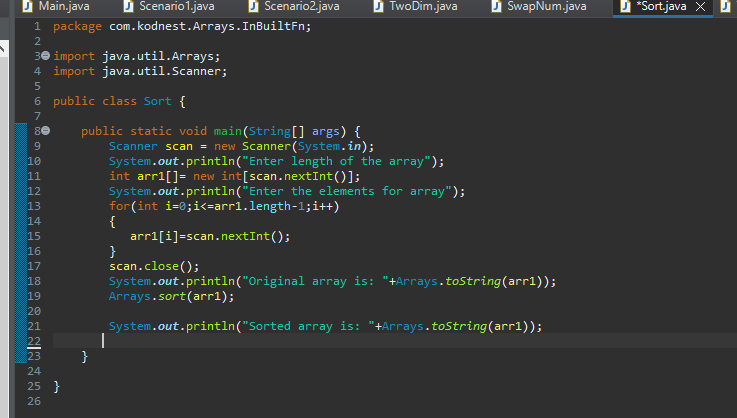 Main.java Scenario1.java Scenario2.java TwoDim.java SwapNum.java *Sort.java
1 package com.kodnest.Arrays.InBuiltFn;
2
3 import java.util.Arrays;
4 import java.util.Scanner;
5
6 public class Sort {
7
8 public static void main(String[] args) {
9 Scanner scan = new Scanner(System.in);
10 System.out.println("Enter length of the array");
11 int arr1[]= new int[scan.nextInt()];
12 System.out.println("Enter the elements for array");
13 for(int i=0;i<=arr1.length-1;i++)
14 {
15 arr1[i]=scan.nextInt();
16 }
17 scan.close();
18 System.out.println("Original array is: "+Arrays.toString(arr1));
19 Arrays.sort(arr1);
20
21 System.out.println("Sorted array is: "+Arrays.toString(arr1));
22
23 }
24
25 }
26